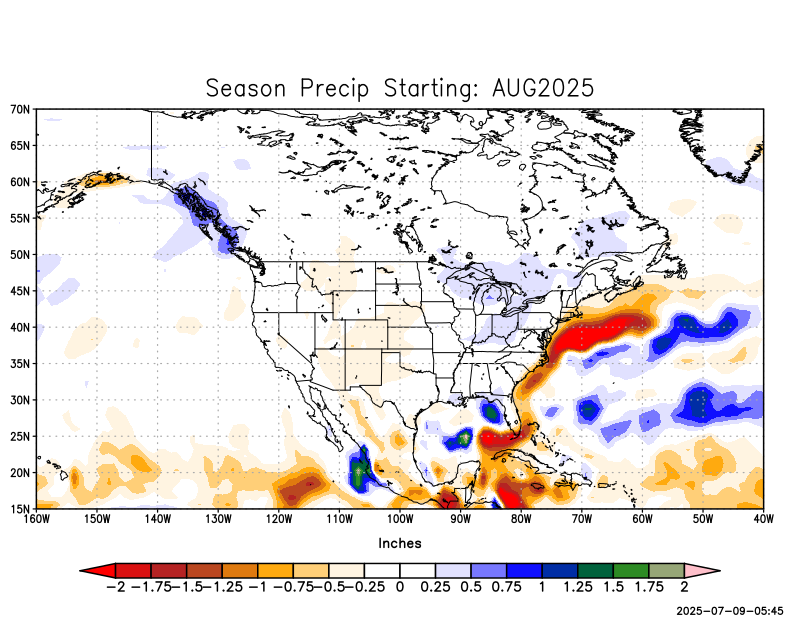 Season Precip Starting: AUG2025
70N
65N
60N
55N
50N
45N
40N
35N
30N
25N
20N
15N
160W 150W 140W 130W 120W 110W 100W 90W 80W 70W 60W 50W 40W
Inches
-2 -1.75 -1.5 -1.25 -1 -0.75 -0.5 -0.25 0 0.25 0.5 0.75 1 1.25 1.5 1.75 2
2025-07-09-05:45